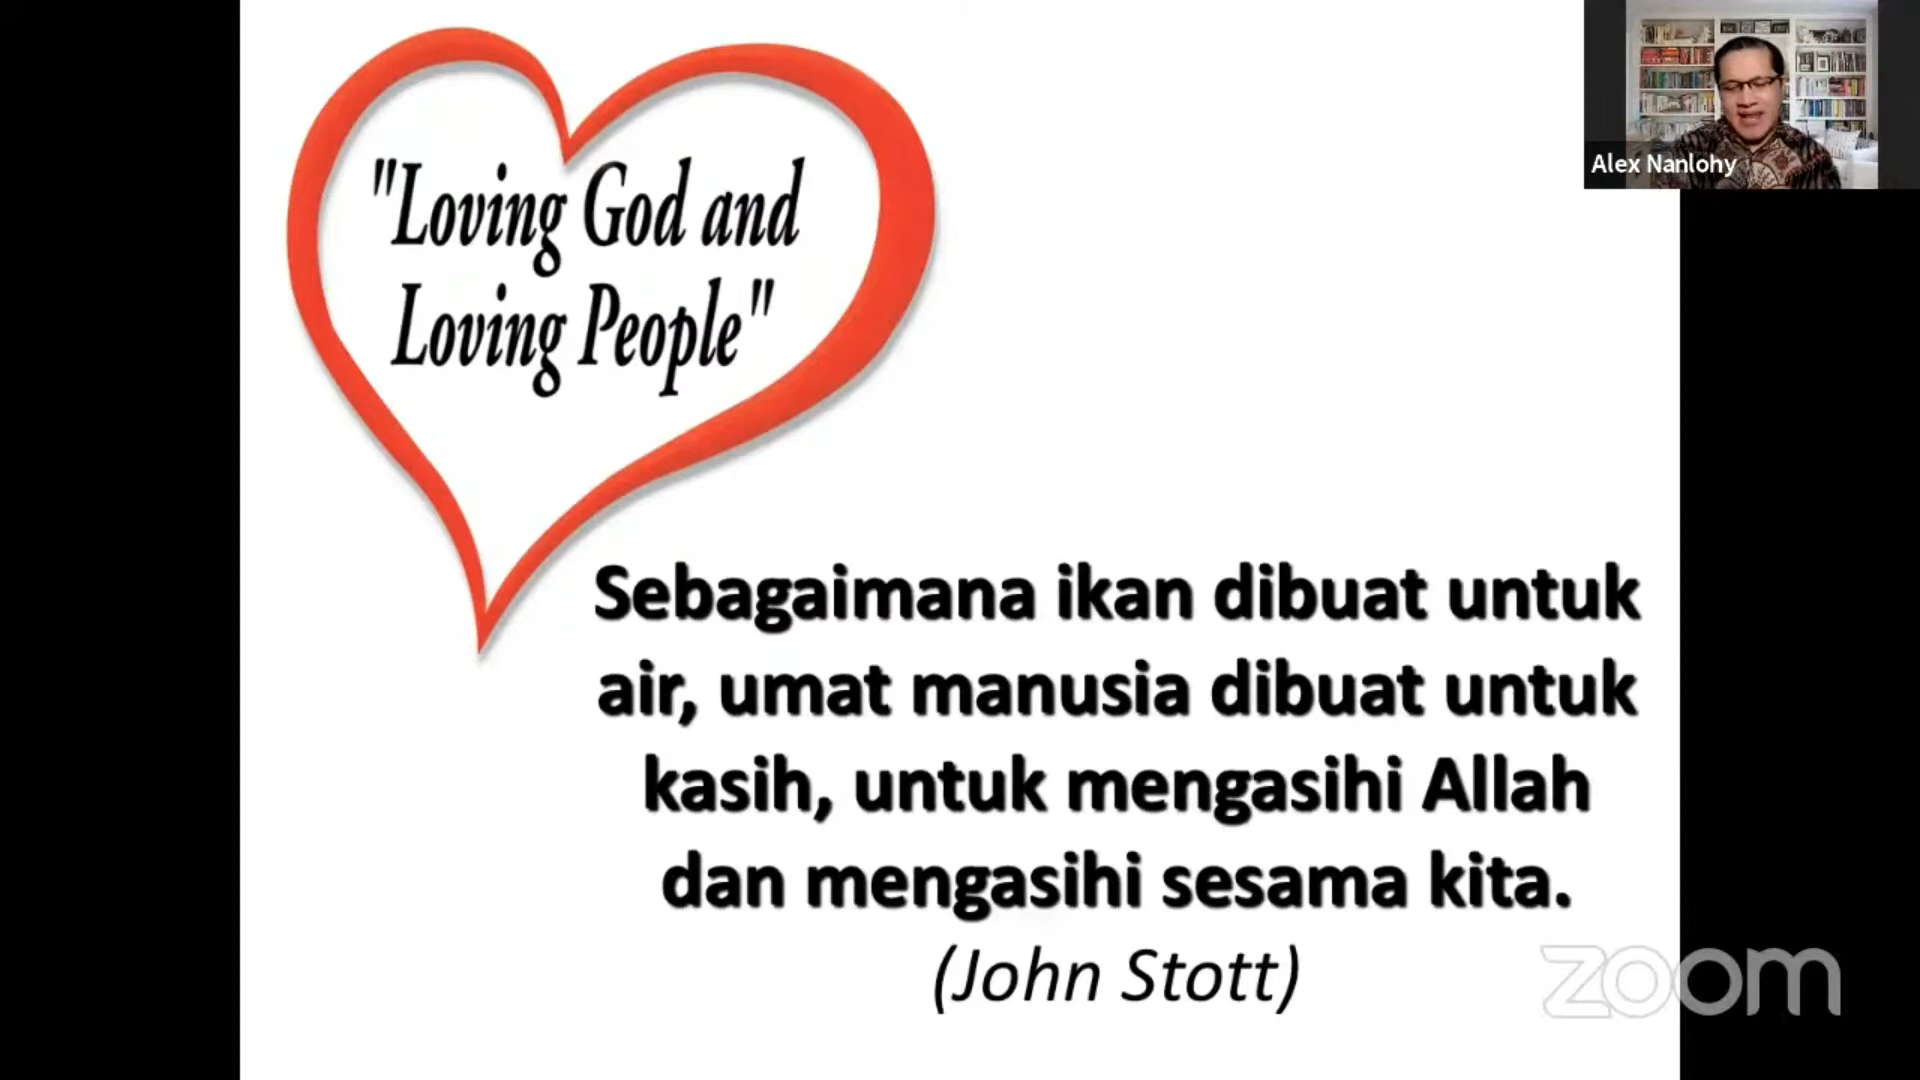 "Loving God and
Loving People"
Alex Nanlohy
Sebagaimana ikan dibuat untuk
air, umat manusia dibuat untuk
kasih, untuk mengasihi Allah
dan mengasihi sesama kita.
(John Stott)
zoom